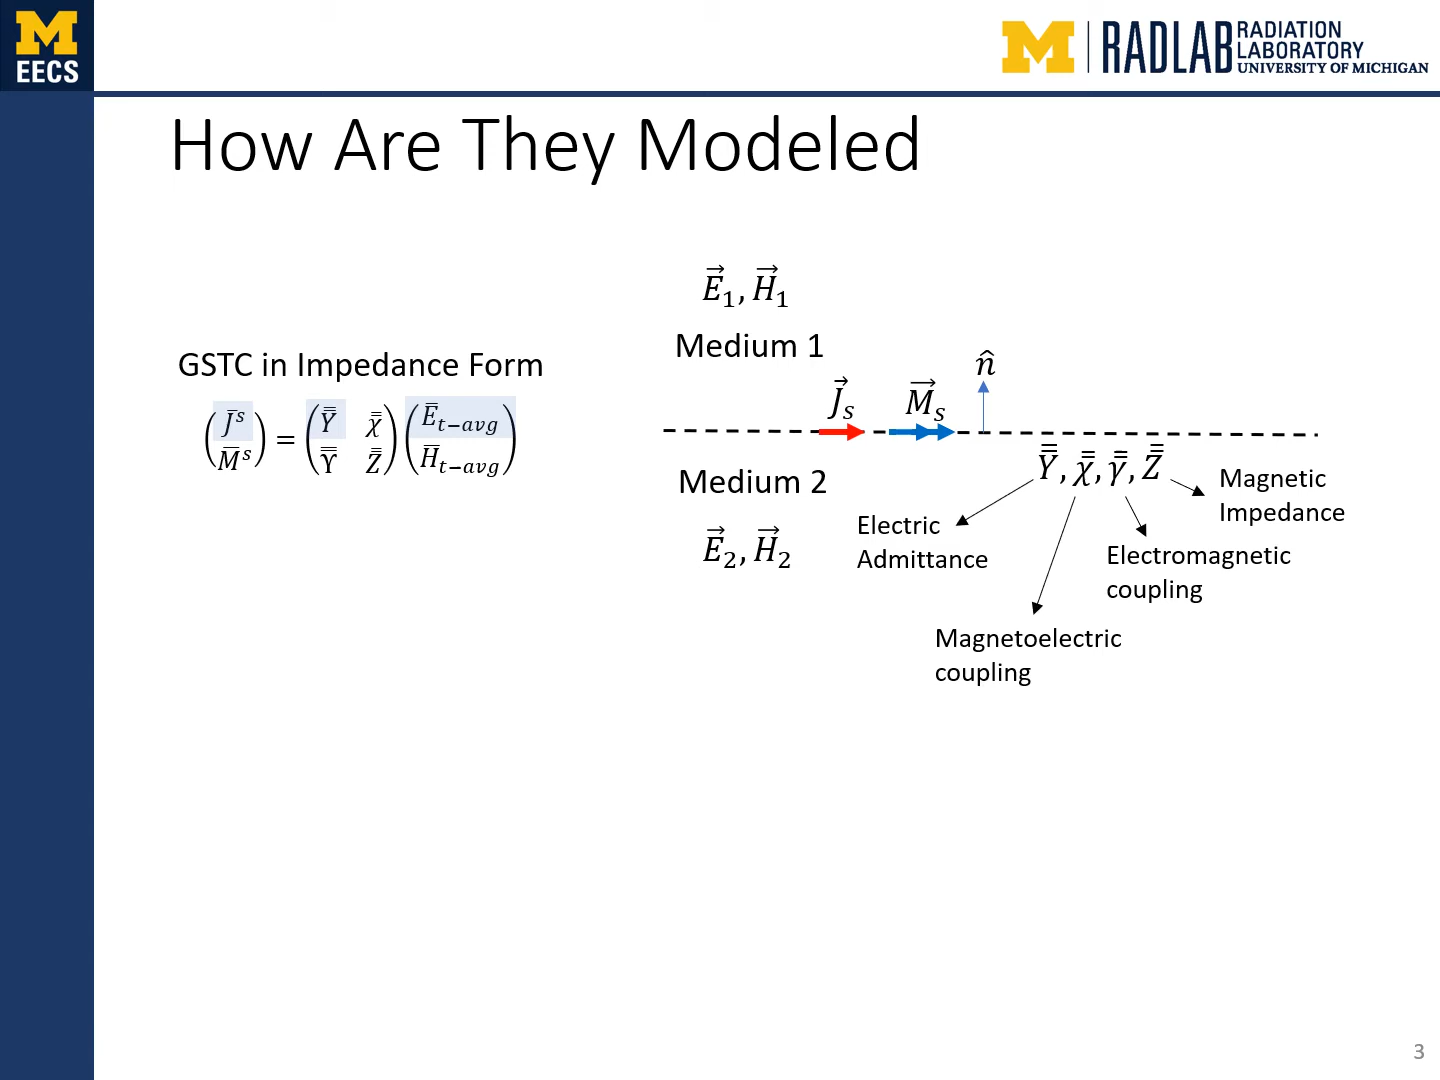 M
EECS
M | RADLAB RADIATION LABORATORY UNIVERSITY OF MICHIGAN
How Are They Modeled
GSTC in Impedance Form
$\begin{pmatrix} \bar{J}^s \\ \bar{M}^s \end{pmatrix} = \begin{pmatrix} \bar{\bar{Y}} & \bar{\bar{\chi}} \\ \bar{\bar{\Upsilon}} & \bar{\bar{Z}} \end{pmatrix} \begin{pmatrix} \bar{\bar{E}}_{t-avg} \\ \bar{H}_{t-avg} \end{pmatrix}$
$\vec{E}_1, \vec{H}_1$
Medium 1
$\hat{n}$
$\vec{J}_s$ $\vec{M}_s$
Medium 2
$\vec{E}_2, \vec{H}_2$
$\bar{\bar{Y}}, \bar{\bar{\chi}}, \bar{\bar{\gamma}}, \bar{\bar{Z}}$
Electric
Admittance
Magnetoelectric
coupling
Electromagnetic
coupling
Magnetic
Impedance
3